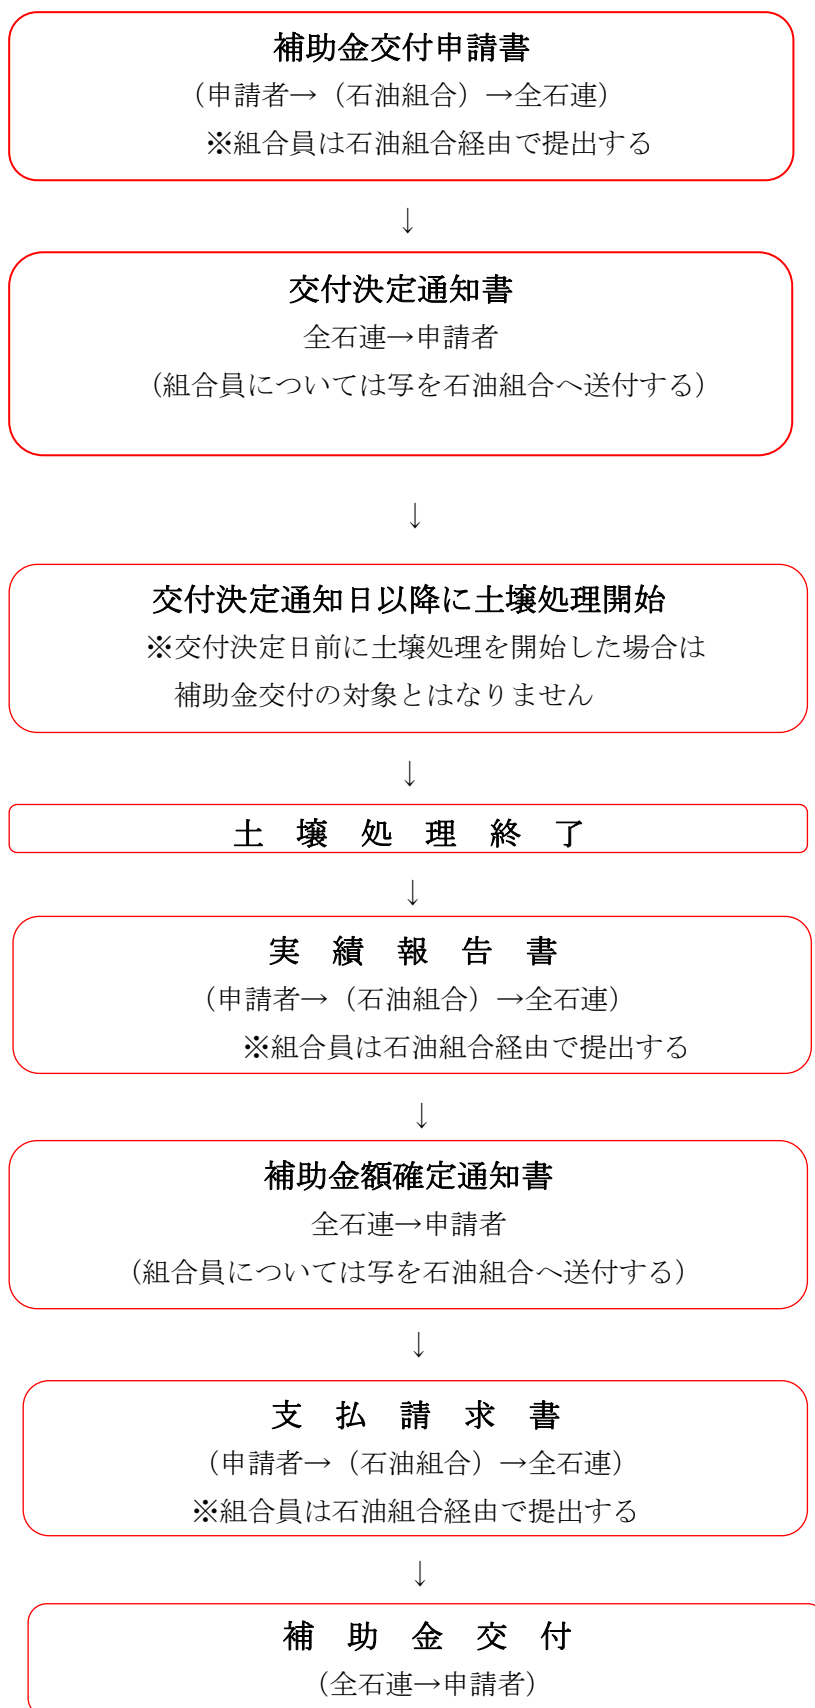 補助金交付申請書
（申請者→（石油組合）→全石連）
※組合員は石油組合経由で提出する
↓
交付決定通知書
全石連→申請者
（組合員については写を石油組合へ送付する）
↓
交付決定通知日以降に土壌処理開始
※交付決定日前に土壌処理を開始した場合は
補助金交付の対象とはなりません
↓
土　壌　処　理　終　了
↓
実　績　報　告　書
（申請者→（石油組合）→全石連）
※組合員は石油組合経由で提出する
↓
補助金額確定通知書
全石連→申請者
（組合員については写を石油組合へ送付する）
↓
支　払　請　求　書
（申請者→（石油組合）→全石連）
※組合員は石油組合経由で提出する
↓
補　助　金　交　付
（全石連→申請者）